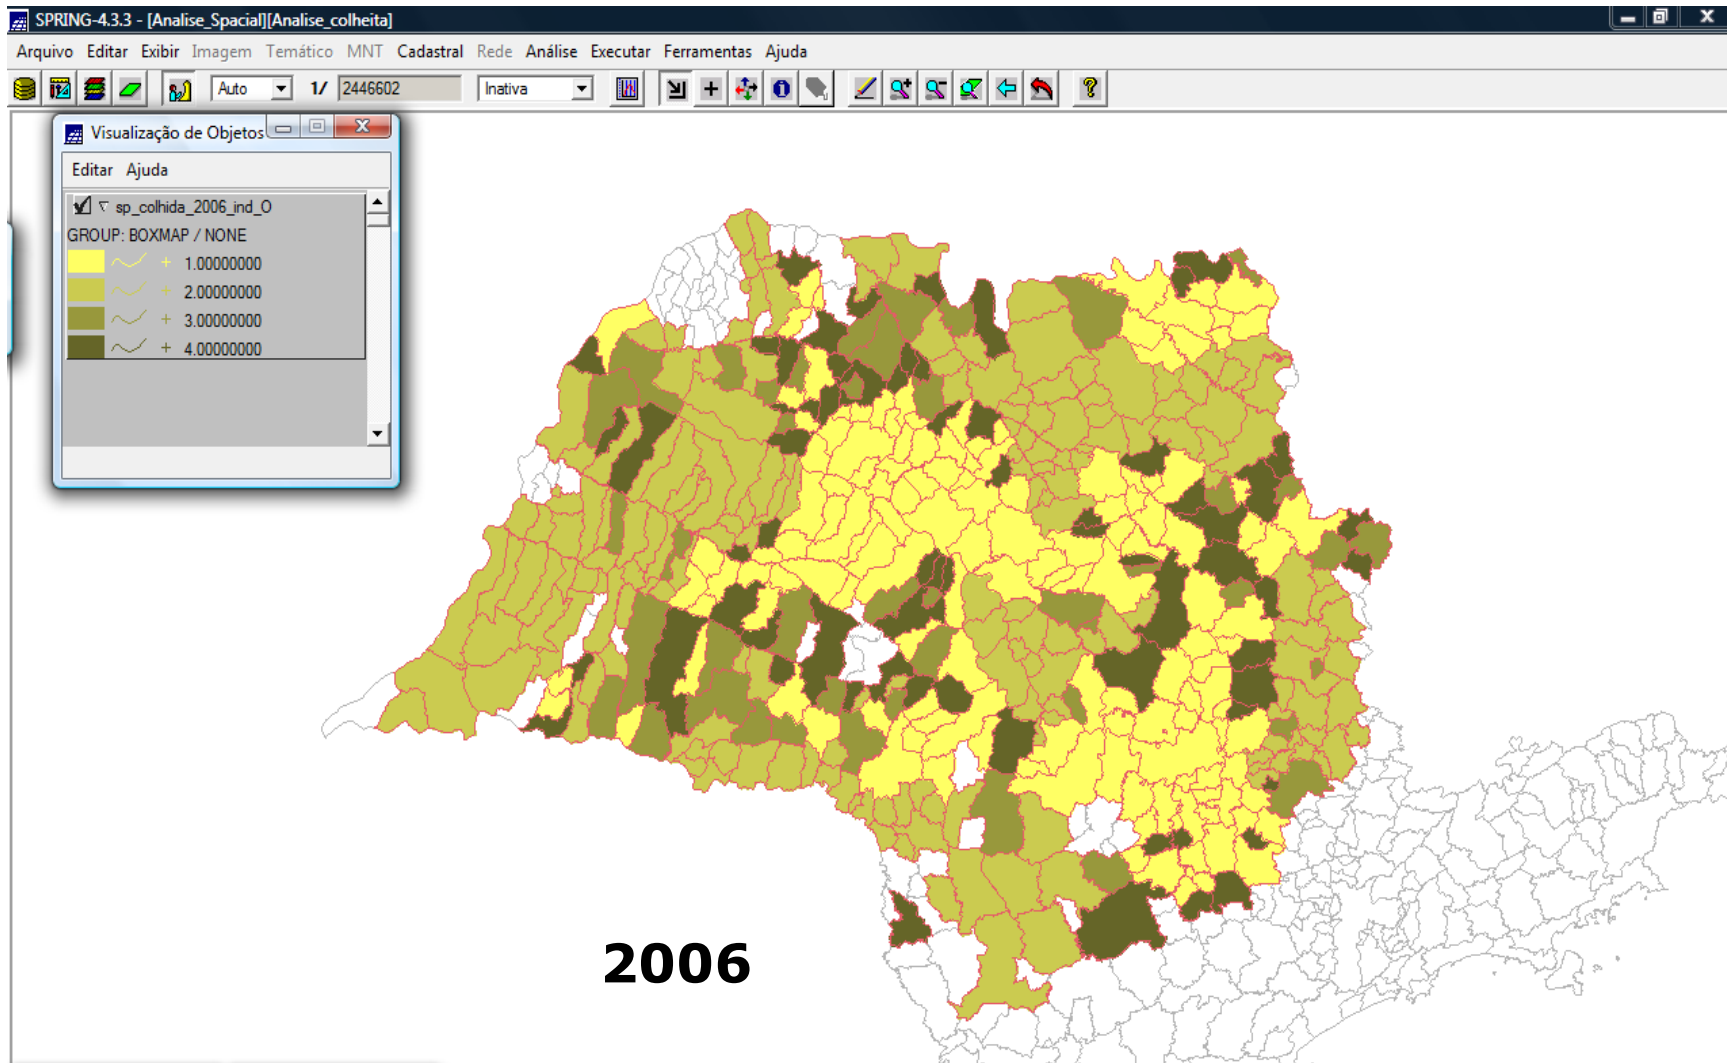 SPRING-4.3.3 - [Analise_Spacial][Analise_colheita]
Arquivo Editar Exibir Imagem Temático MNT Cadastral Rede Análise Executar Ferramentas Ajuda
Auto 1/ 2446602 Inativa
Visualização de Objetos
Editar Ajuda
sp_colhida_2006_ind_O
GROUP: BOXMAP / NONE
1.00000000
2.00000000
3.00000000
4.00000000
2006